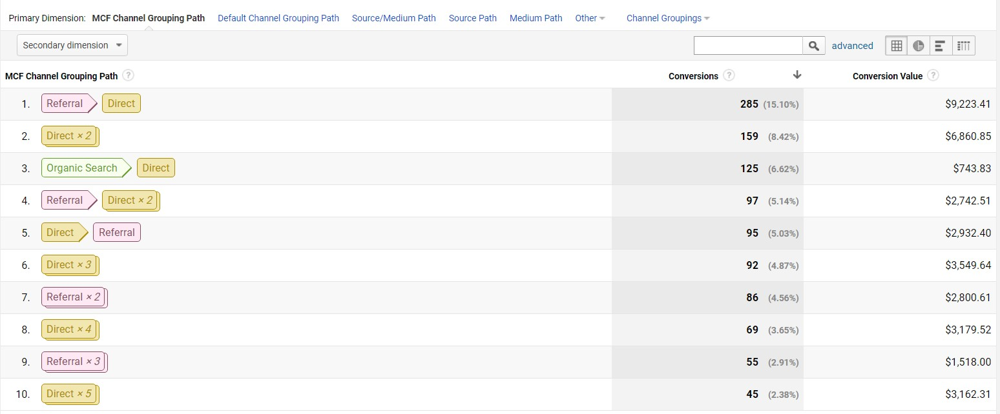 Primary Dimension: MCF Channel Grouping Path Default Channel Grouping Path Source/Medium Path Source Path Medium Path Other Channel Groupings
Secondary dimension advanced
MCF Channel Grouping Path ? Conversions ? Conversion Value ?
1. Referral Direct 285 (15.10%) $9,223.41
2. Direct × 2 159 (8.42%) $6,860.85
3. Organic Search Direct 125 (6.62%) $743.83
4. Referral Direct × 2 97 (5.14%) $2,742.51
5. Direct Referral 95 (5.03%) $2,932.40
6. Direct × 3 92 (4.87%) $3,549.64
7. Referral × 2 86 (4.56%) $2,800.61
8. Direct × 4 69 (3.65%) $3,179.52
9. Referral × 3 55 (2.91%) $1,518.00
10. Direct × 5 45 (2.38%) $3,162.31